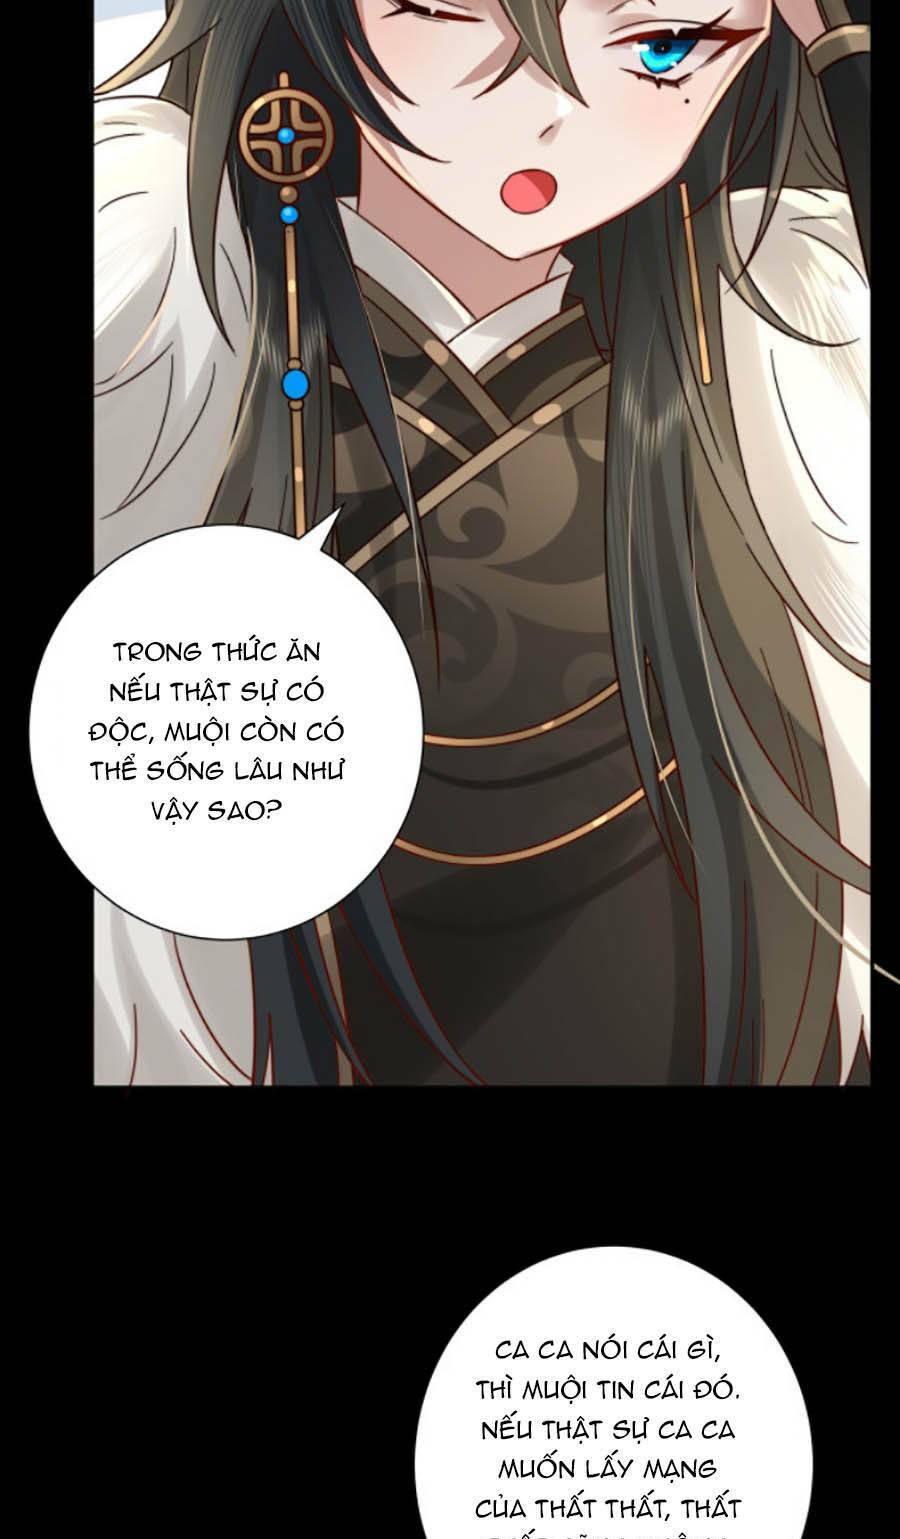 TRONG THỨC ĂN
NẾU THẬT SỰ CÓ
ĐỘC, MUỘI CÒN CÓ
THỂ SỐNG LÂU NHƯ
VẬY SAO?
CA CA NÓI CÁI GÌ,
THÌ MUỘI TIN CÁI ĐÓ.
NẾU THẬT SỰ CA CA
MUỐN LẤY MẠNG
CỦA THẤT THẤT, THẤT